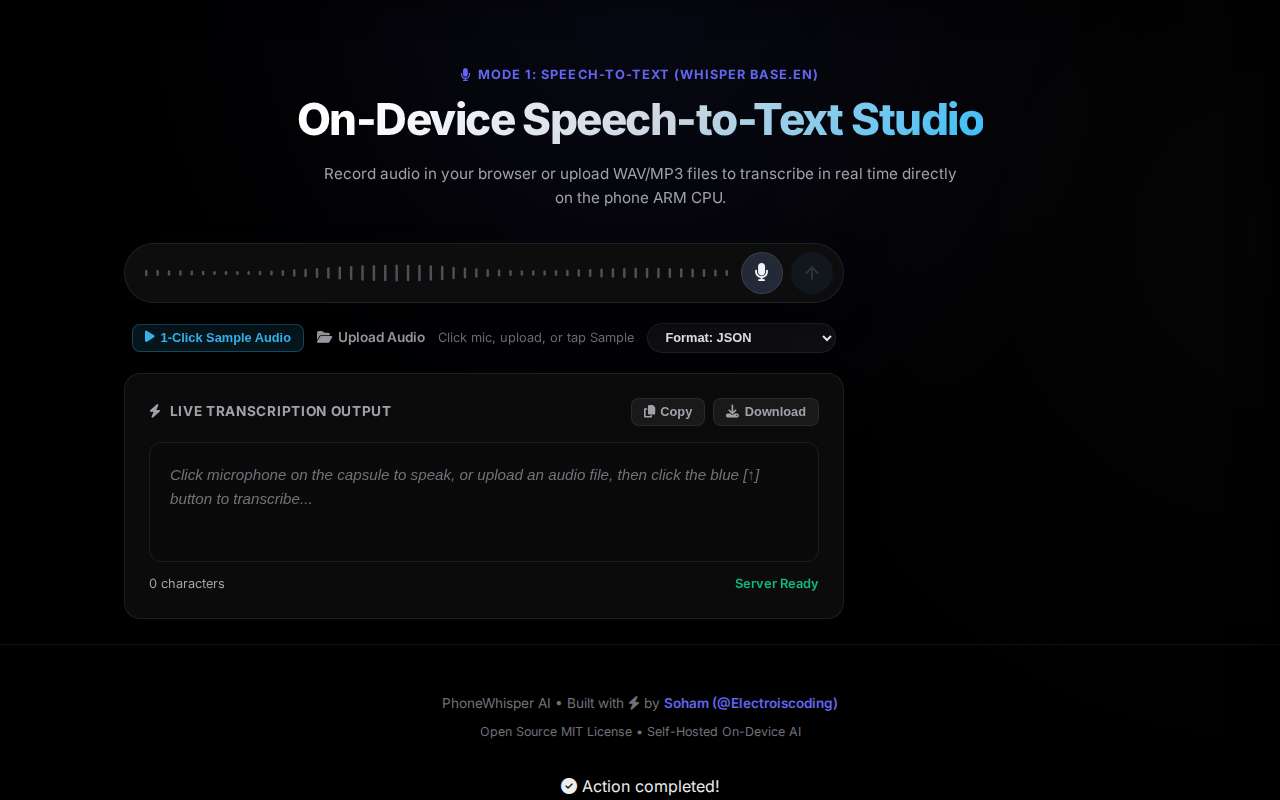 MODE 1: SPEECH-TO-TEXT (WHISPER BASE.EN)
On-Device Speech-to-Text Studio
Record audio in your browser or upload WAV/MP3 files to transcribe in real time directly
on the phone ARM CPU.
1-Click Sample Audio
Upload Audio
Click mic, upload, or tap Sample
Format: JSON
LIVE TRANSCRIPTION OUTPUT
Copy
Download
Click microphone on the capsule to speak, or upload an audio file, then click the blue [↑]
button to transcribe...
0 characters
Server Ready
PhoneWhisper AI • Built with ⚡ by Soham (@Electroiscoding)
Open Source MIT License • Self-Hosted On-Device AI
Action completed!